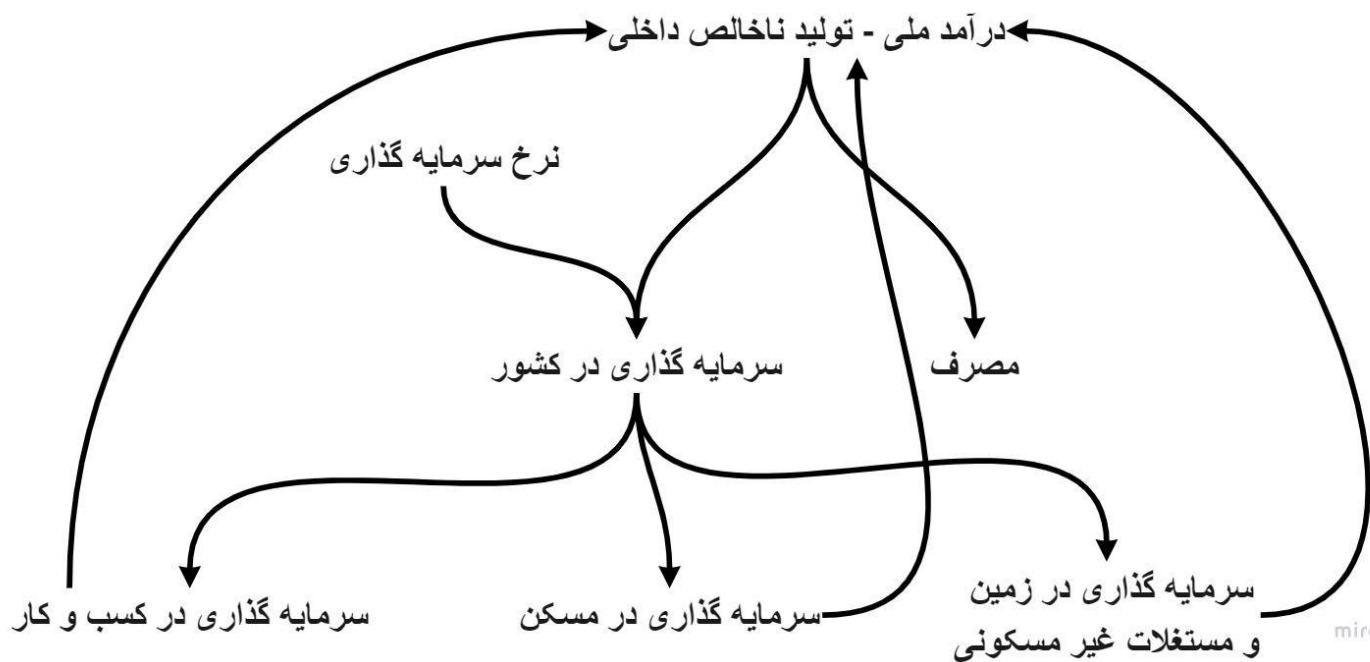 درآمد ملی - تولید ناخالص داخلی
نرخ سرمایه گذاری
سرمایه گذاری در کشور
مصرف
سرمایه گذاری در زمین
و مستغلات غیر مسکونی
سرمایه گذاری در مسکن
سرمایه گذاری در کسب و کار